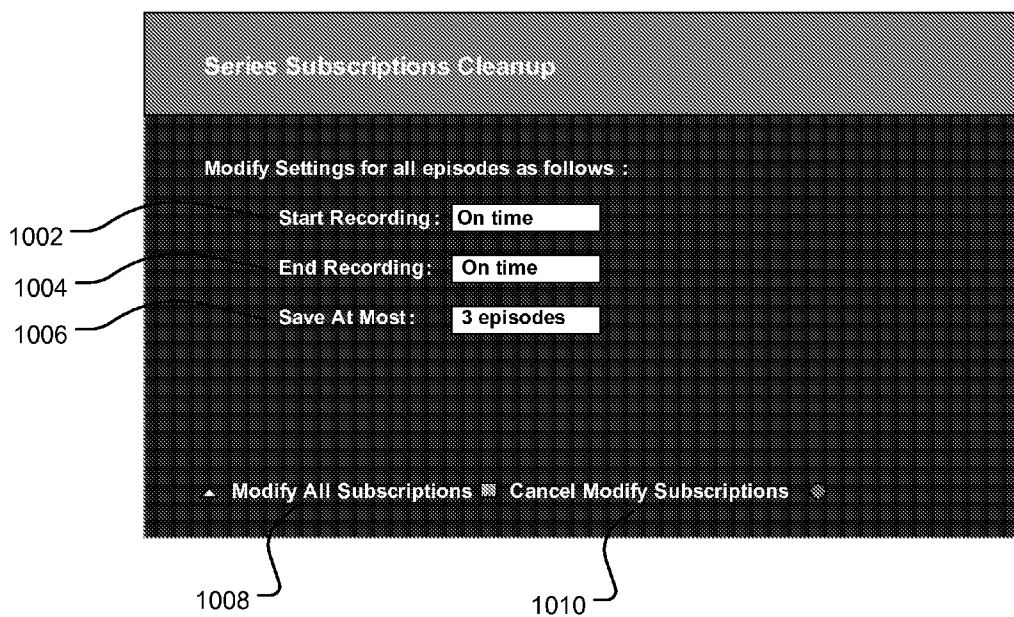 Series Subscriptions Cleanup
Modify Settings for all episodes as follows :
1002 Start Recording : On time
1004 End Recording : On time
1006 Save At Most : 3 episodes
Modify All Subscriptions Cancel Modify Subscriptions
1008 1010